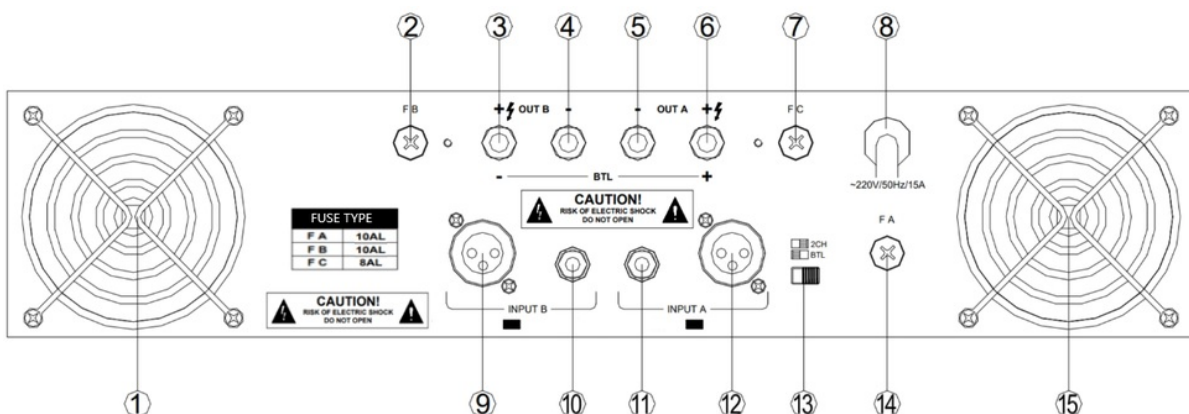 2 3 4 5 6 7 8
F B + OUT B - - OUT A + F C
~220V/50Hz/15A
- BTL +
CAUTION!
RISK OF ELECTRIC SHOCK
DO NOT OPEN
FUSE TYPE
F A 10AL
F B 10AL
F C 8AL
F A
2CH
BTL
CAUTION!
RISK OF ELECTRIC SHOCK
DO NOT OPEN
INPUT B INPUT A
1 9 10 11 12 13 14 15